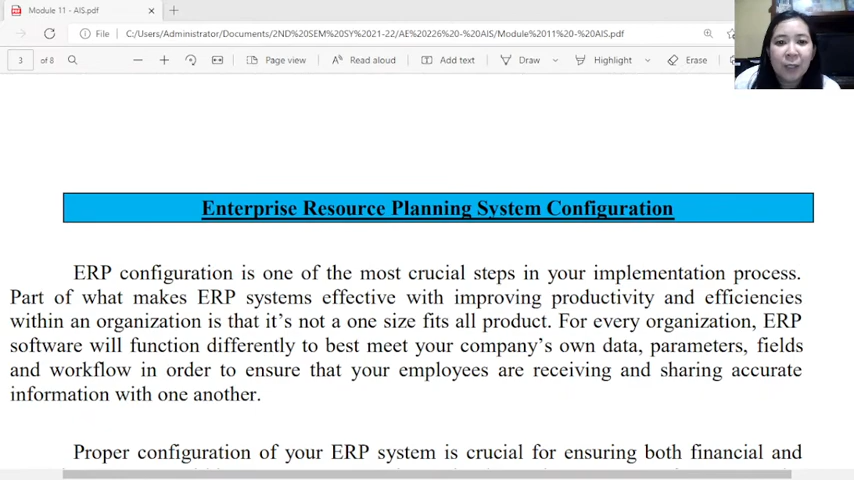 Module 11 - AIS.pdf
File C:/Users/Administrator/Documents/2ND%20SEM%20SY%2021-22/AE%20226%20-%20AIS/Module%2011%20-%20AIS.pdf
3 of 8 Page view Read aloud Add text Draw Highlight Erase
Enterprise Resource Planning System Configuration
ERP configuration is one of the most crucial steps in your implementation process.
Part of what makes ERP systems effective with improving productivity and efficiencies
within an organization is that it's not a one size fits all product. For every organization, ERP
software will function differently to best meet your company's own data, parameters, fields
and workflow in order to ensure that your employees are receiving and sharing accurate
information with one another.
Proper configuration of your ERP system is crucial for ensuring both financial and